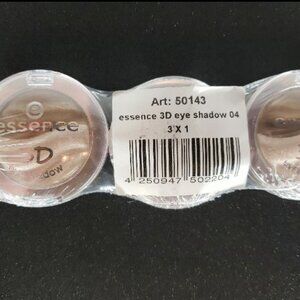 essence
3D
Art: 50143
essence 3D eye shadow 04
3 X 1
4 250947 502204